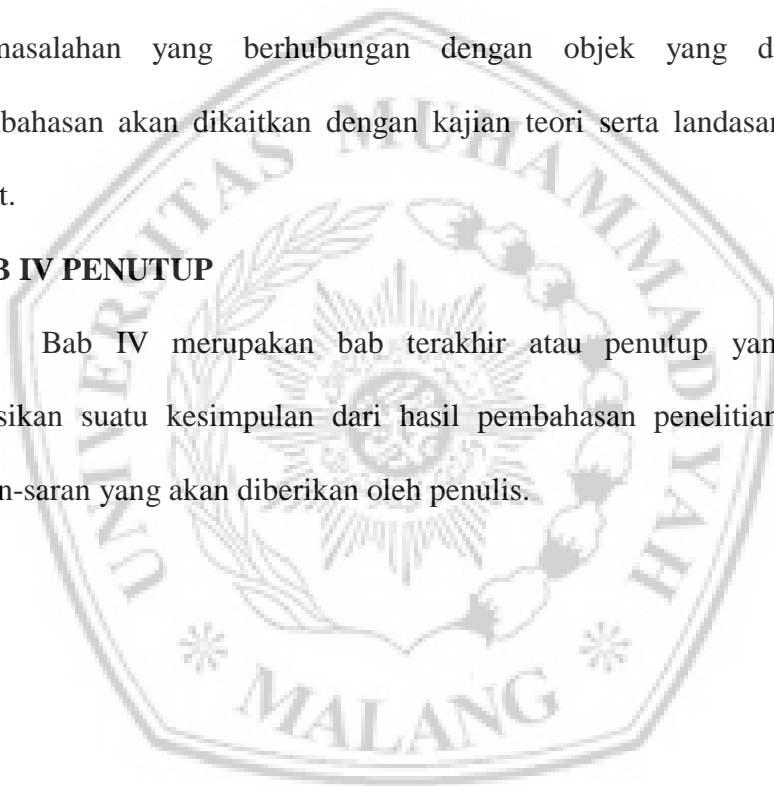 masalahan yang berhubungan dengan objek yang d
bahasan akan dikaitkan dengan kajian teori serta landasan
t.
B IV PENUTUP
Bab IV merupakan bab terakhir atau penutup yan
sikan suatu kesimpulan dari hasil pembahasan penelitian
n-saran yang akan diberikan oleh penulis.
UNIVERSITAS MUHAMMADIYAH
MALANG